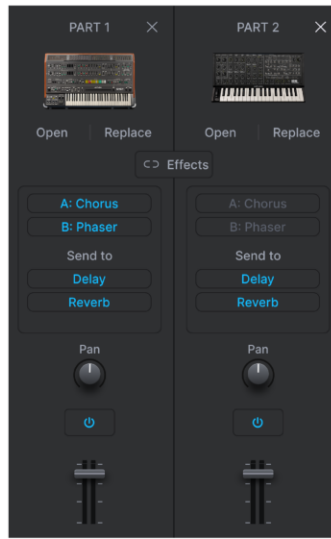 PART 1
PART 2
Open
Replace
Open
Replace
Effects
A: Chorus
B: Phaser
Send to
Delay
Reverb
A: Chorus
B: Phaser
Send to
Delay
Reverb
Pan
Pan